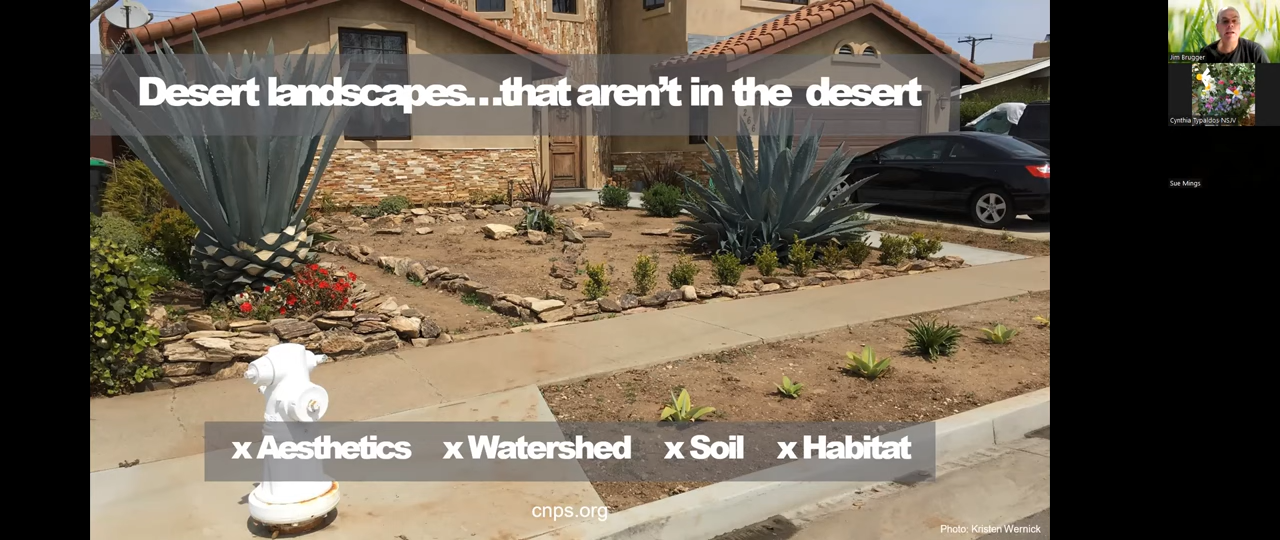 Desert landscapes...that aren't in the desert
x Aesthetics x Watershed x Soil x Habitat
cnps.org
Photo: Kristen Wernick
Jim Brugger
Cynthia Typaldos NSJV
Sue Mings